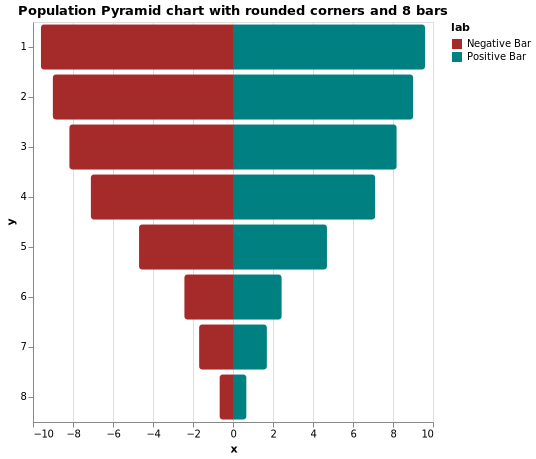 Population Pyramid chart with rounded corners and 8 bars
lab
Negative Bar
Positive Bar
y
1
2
3
4
5
6
7
8
−10 −8 −6 −4 −2 0 2 4 6 8 10
x